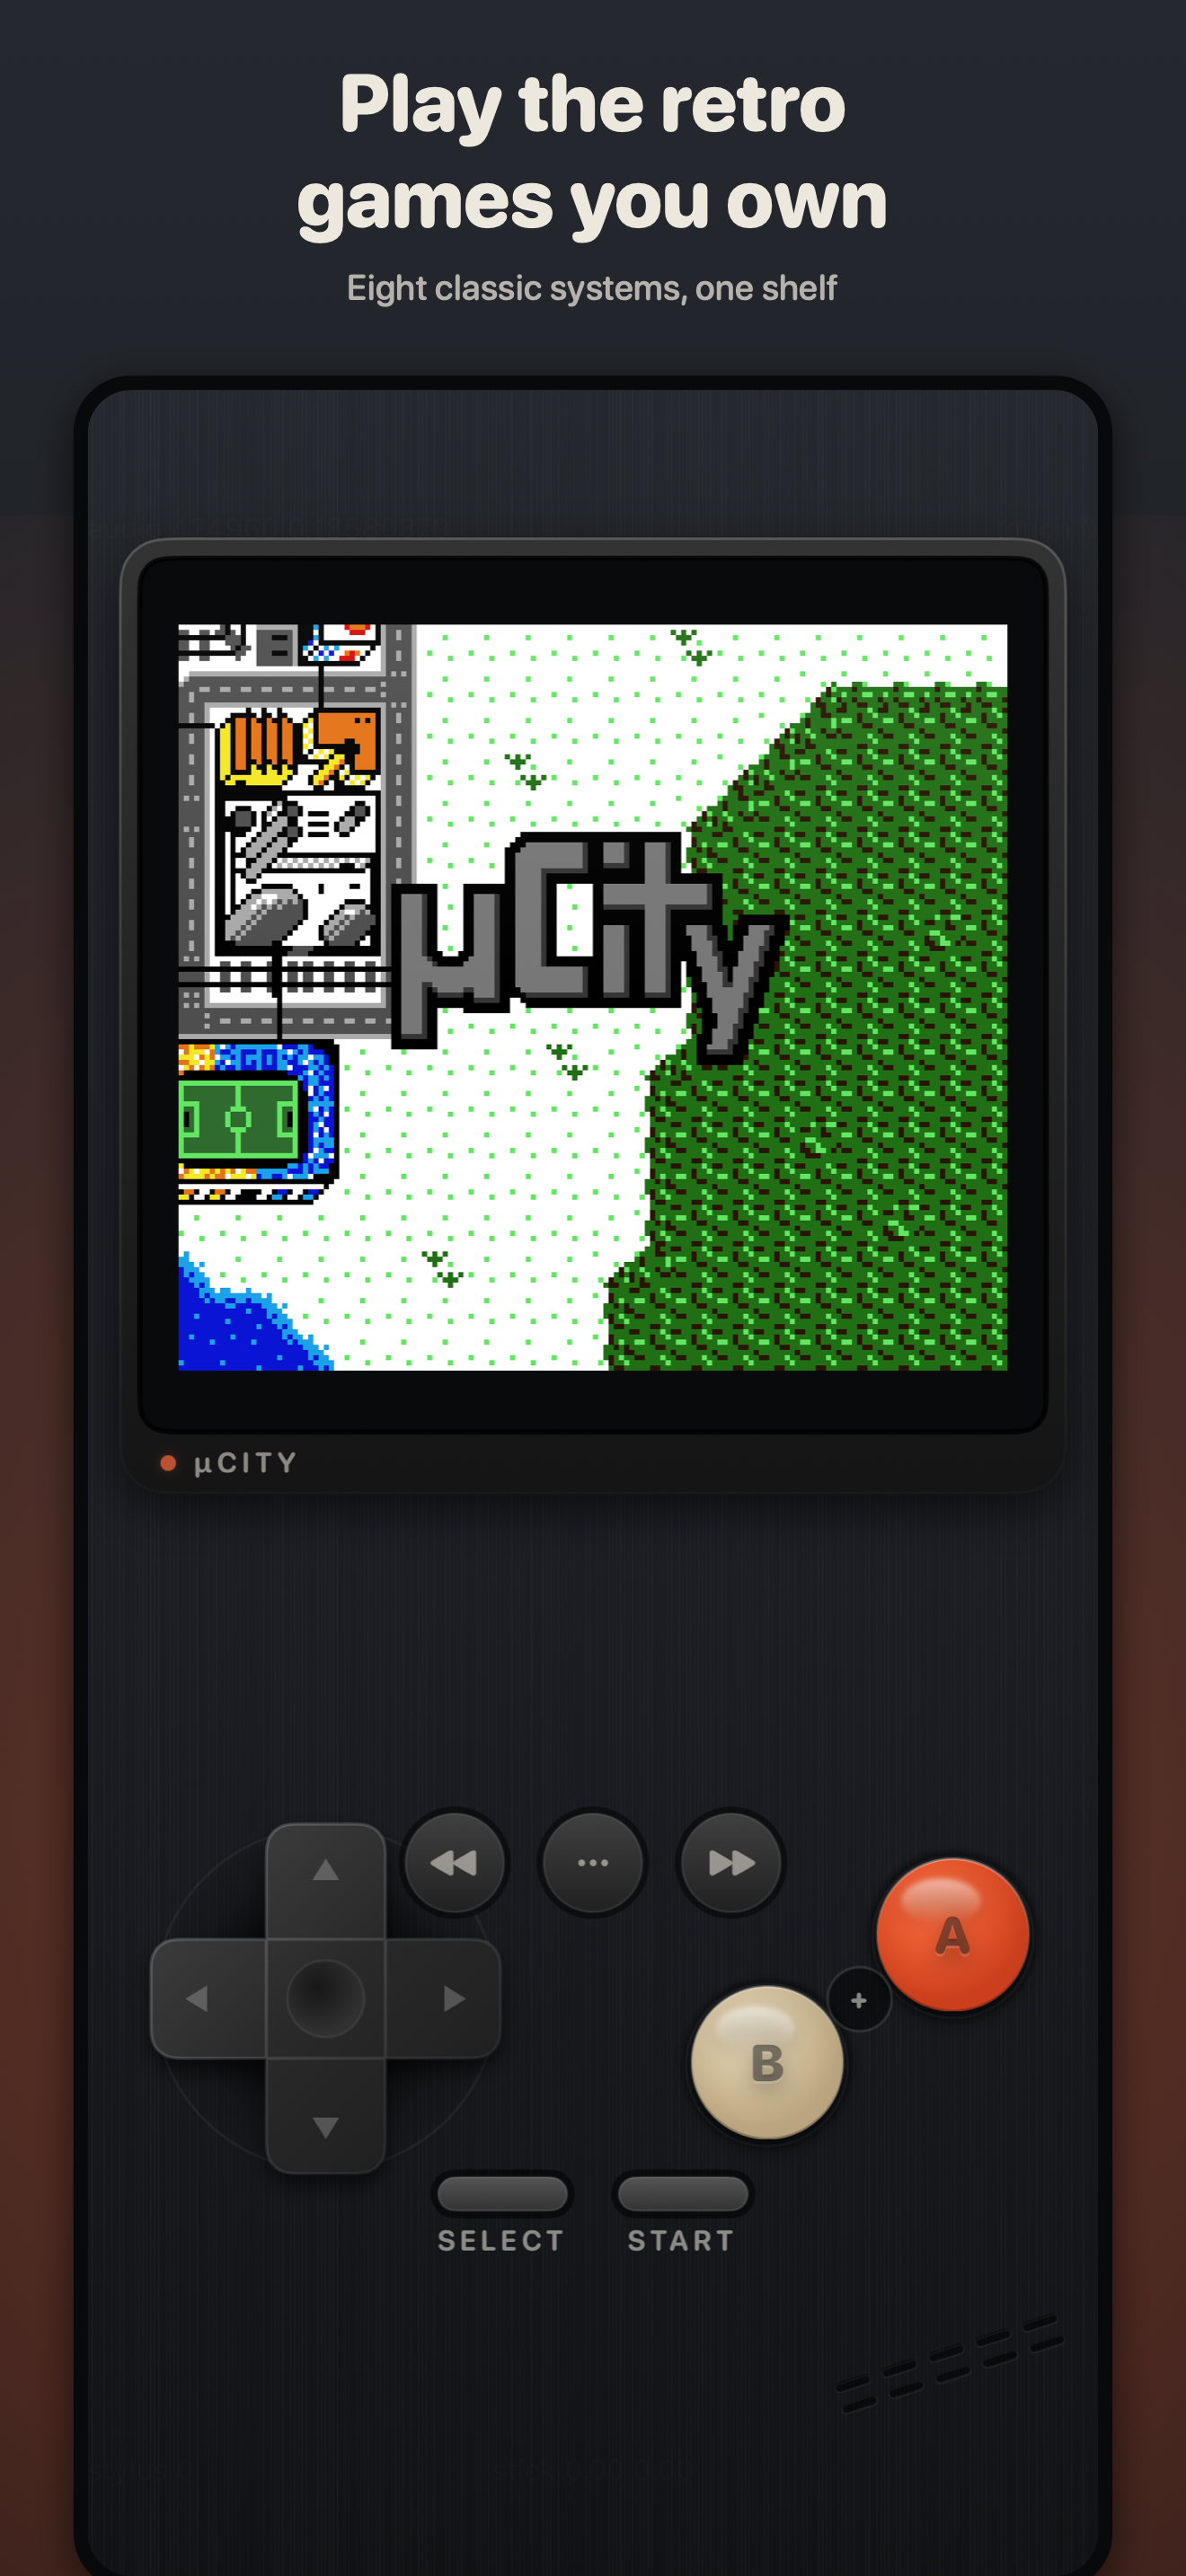 Play the retro
games you own
Eight classic systems, one shelf
µCity
µCITY
A
B
SELECT
START